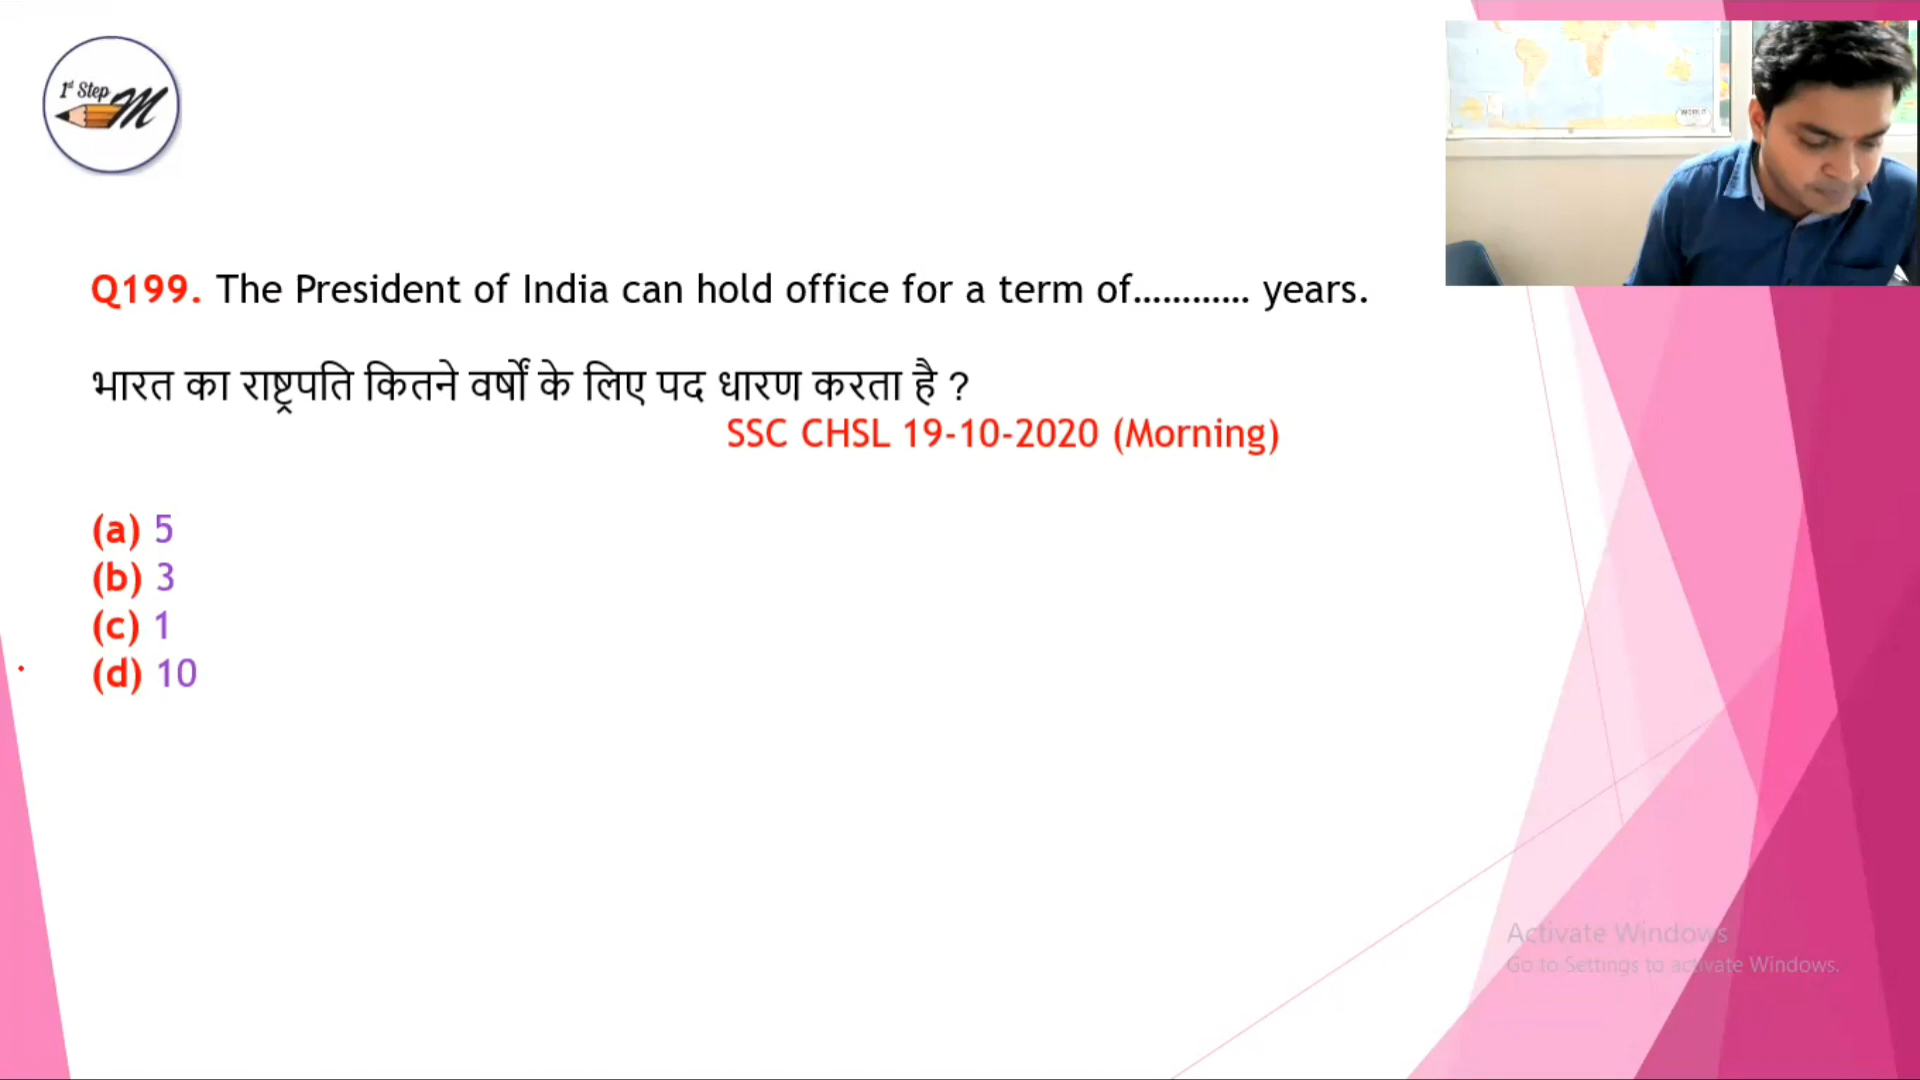 1st Step
M
WORLD
Q199. The President of India can hold office for a term of............ years.
भारत का राष्ट्रपति कितने वर्षों के लिए पद धारण करता है ?
SSC CHSL 19-10-2020 (Morning)
(a) 5
(b) 3
(c) 1
(d) 10
Activate Windows
Go to Settings to activate Windows.